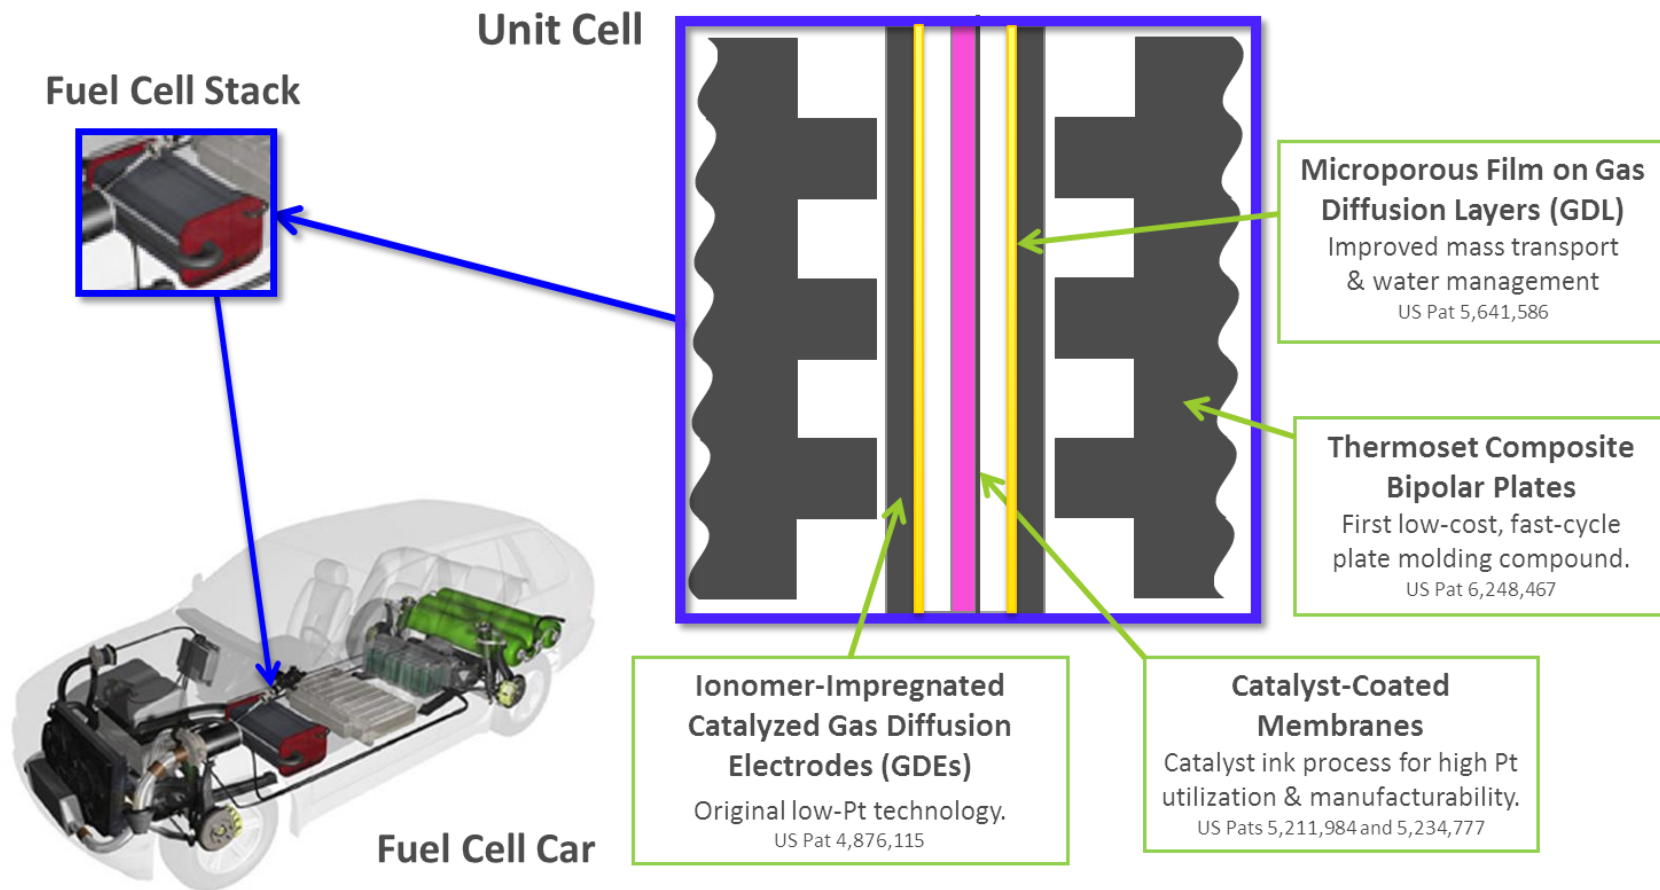 Unit Cell
Fuel Cell Stack
Microporous Film on Gas
Diffusion Layers (GDL)
Improved mass transport
& water management
US Pat 5,641,586
Thermoset Composite
Bipolar Plates
First low-cost, fast-cycle
plate molding compound.
US Pat 6,248,467
Ionomer-Impregnated
Catalyzed Gas Diffusion
Electrodes (GDEs)
Original low-Pt technology.
US Pat 4,876,115
Catalyst-Coated
Membranes
Catalyst ink process for high Pt
utilization & manufacturability.
US Pats 5,211,984 and 5,234,777
Fuel Cell Car